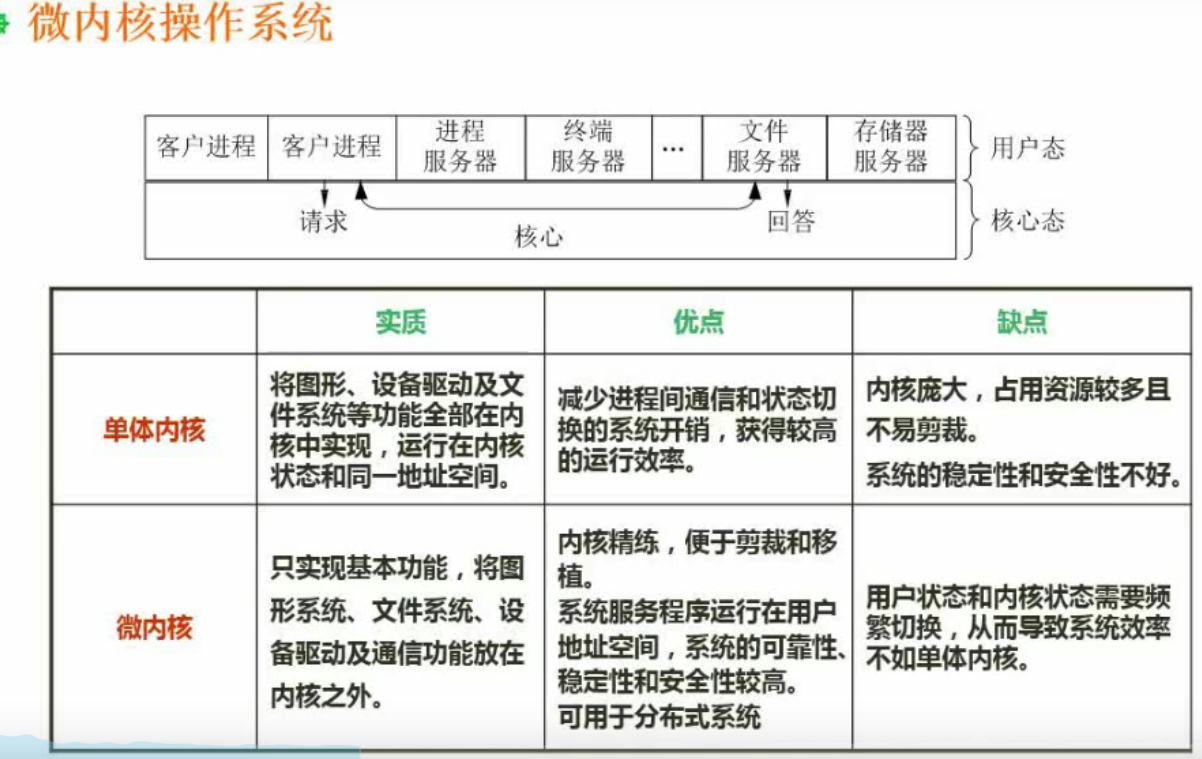 微内核操作系统
客户进程 客户进程 进程 服务器 终端 服务器 … 文件 服务器 存储器 服务器 用户态
请求 回答 核心态
核心
实质 优点 缺点
单体内核
将图形、设备驱动及文
件系统等功能全部在内
核中实现，运行在内核
状态和同一地址空间。
减少进程间通信和状态切
换的系统开销，获得较高
的运行效率。
内核庞大，占用资源较多且
不易剪裁。
系统的稳定性和安全性不好。
微内核
只实现基本功能，将图
形系统、文件系统、设
备驱动及通信功能放在
内核之外。
内核精练，便于剪裁和移
植。
系统服务程序运行在用户
地址空间，系统的可靠性、
稳定性和安全性较高。
可用于分布式系统
用户状态和内核状态需要频
繁切换，从而导致系统效率
不如单体内核。